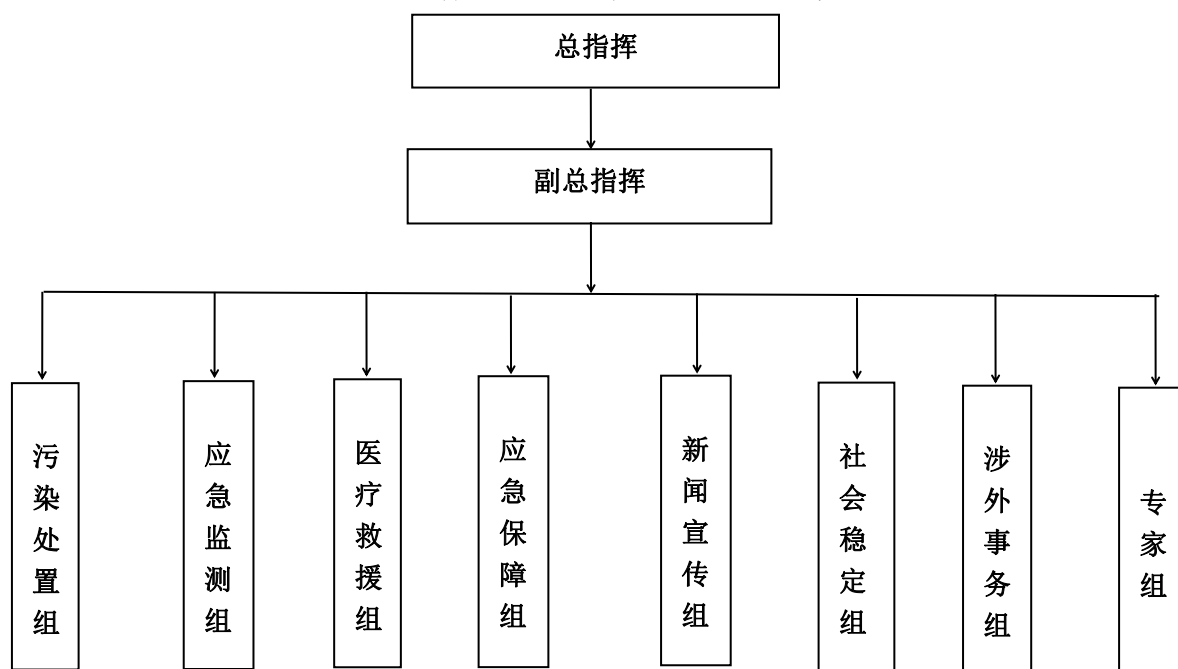 总指挥
副总指挥
污染处置组
应急监测组
医疗救援组
应急保障组
新闻宣传组
社会稳定组
涉外事务组
专家组